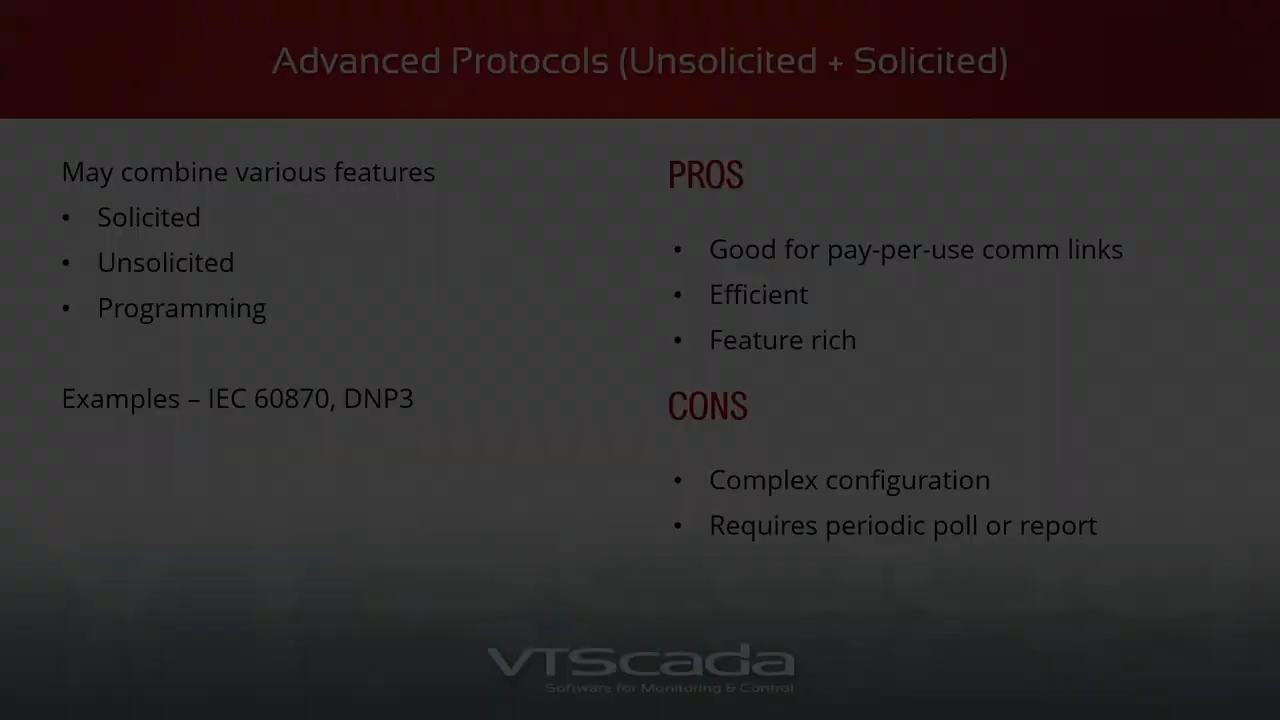 Advanced Protocols (Unsolicited + Solicited)
May combine various features
• Solicited
• Unsolicited
• Programming
Examples – IEC 60870, DNP3
PROS
• Good for pay-per-use comm links
• Efficient
• Feature rich
CONS
• Complex configuration
• Requires periodic poll or report
VTScada
Software for Monitoring & Control